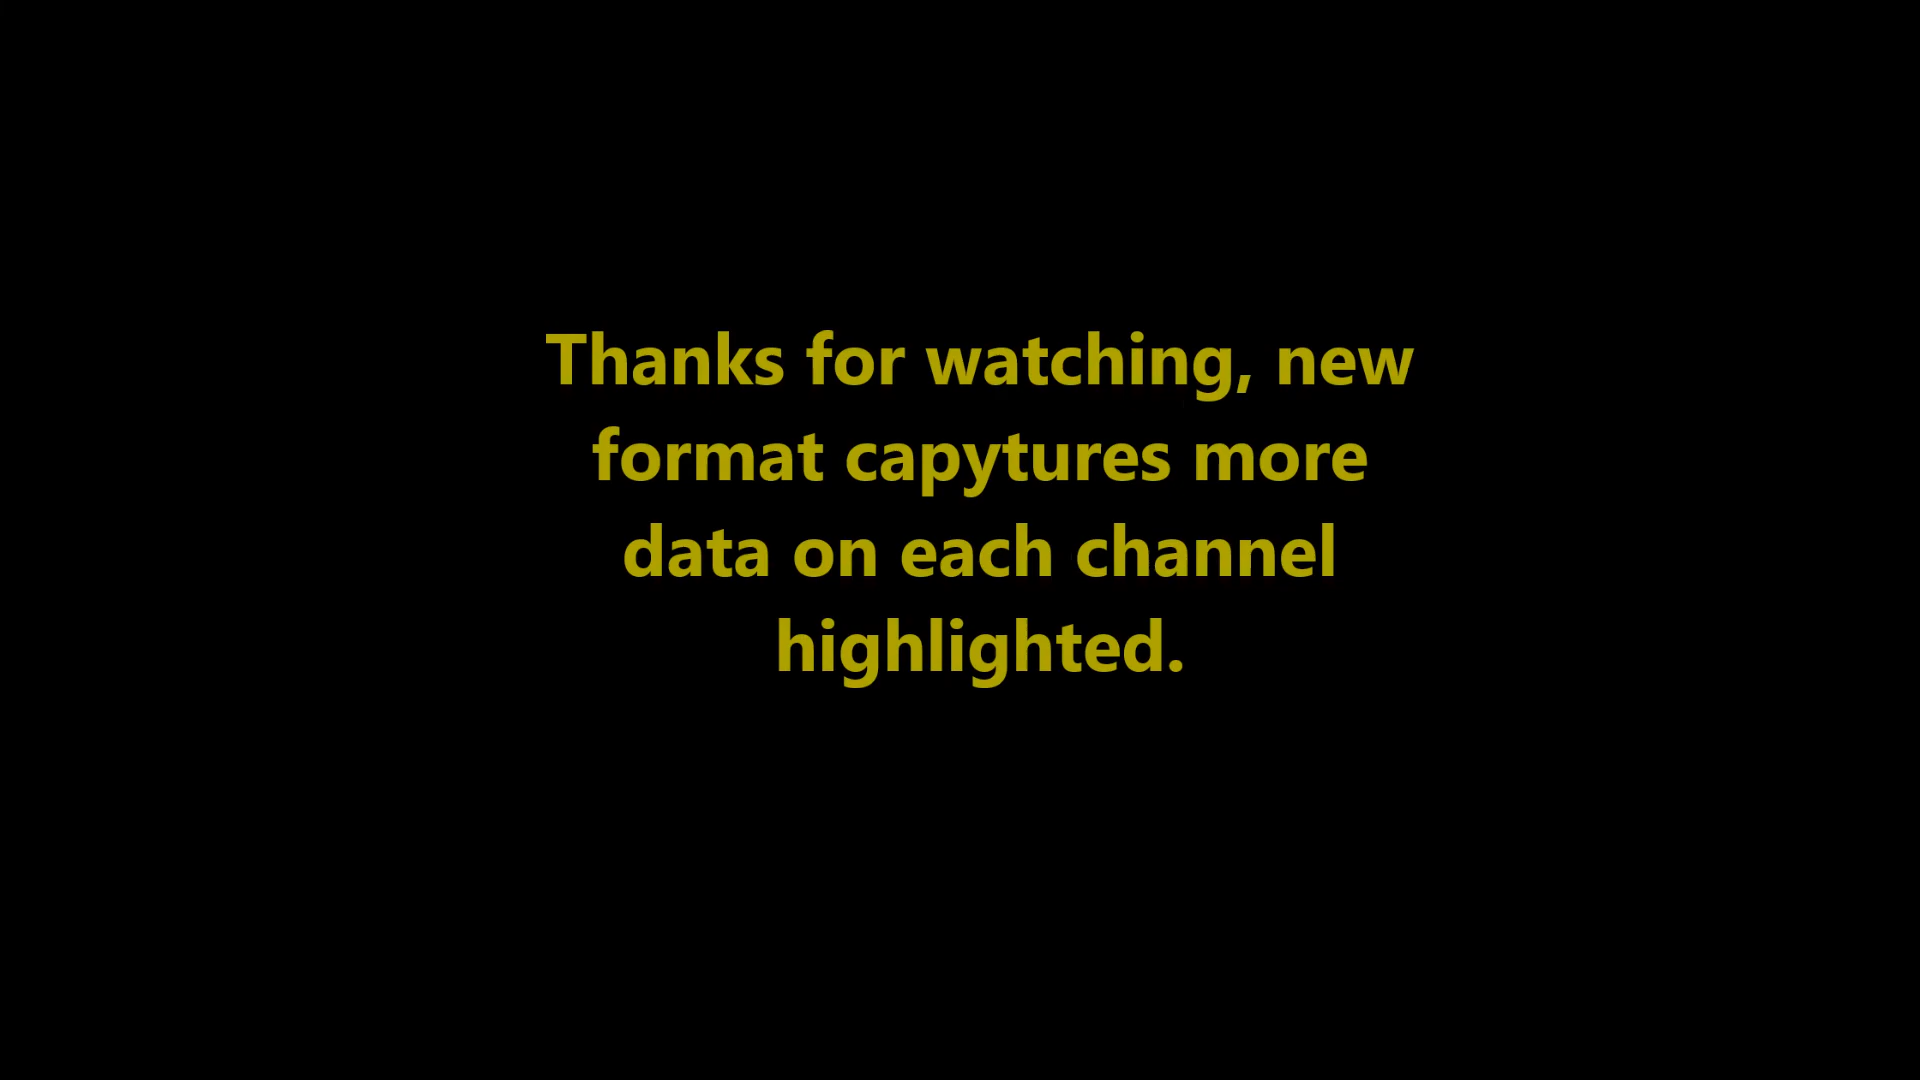 Thanks for watching, new
format capytures more
data on each channel
highlighted.